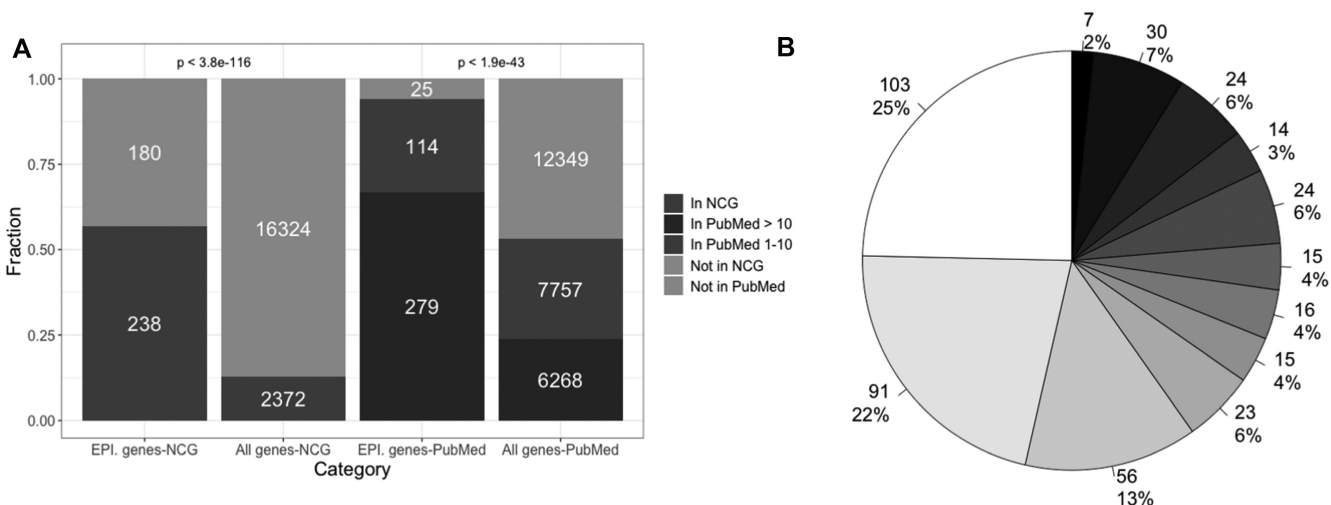 A
p < 3.8e-116
p < 1.9e-43
1.00
0.75
0.50
0.25
0.00
Fraction
180
238
16324
2372
25
114
279
12349
7757
6268
EPI. genes-NCG
All genes-NCG
EPI. genes-PubMed
All genes-PubMed
Category
In NCG
In PubMed > 10
In PubMed 1-10
Not in NCG
Not in PubMed
B
7
2%
30
7%
24
6%
14
3%
24
6%
15
4%
16
4%
15
4%
23
6%
56
13%
91
22%
103
25%